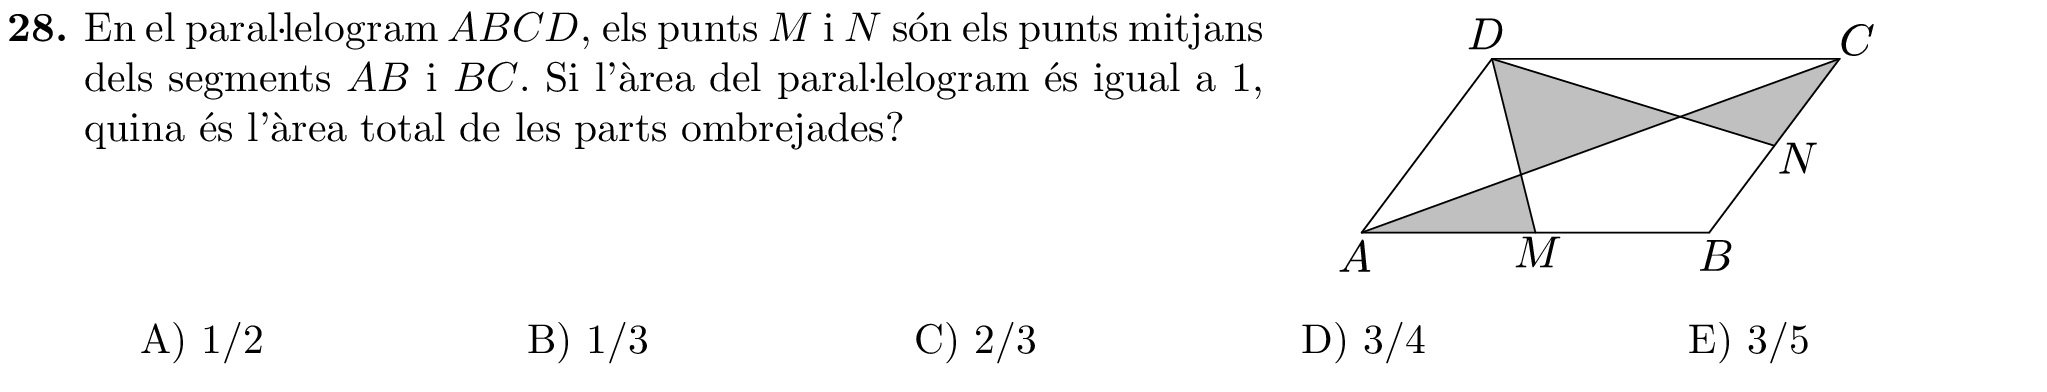 28. En el paral·lelogram ABCD, els punts M i N són els punts mitjans
dels segments AB i BC. Si l'àrea del paral·lelogram és igual a 1,
quina és l'àrea total de les parts ombrejades?
D
C
N
A
M
B
A) 1/2 B) 1/3 C) 2/3 D) 3/4 E) 3/5